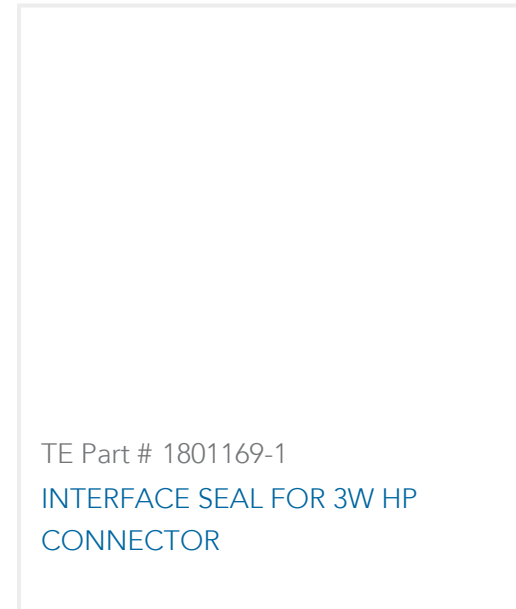 TE Part # 1801169-1
INTERFACE SEAL FOR 3W HP
CONNECTOR